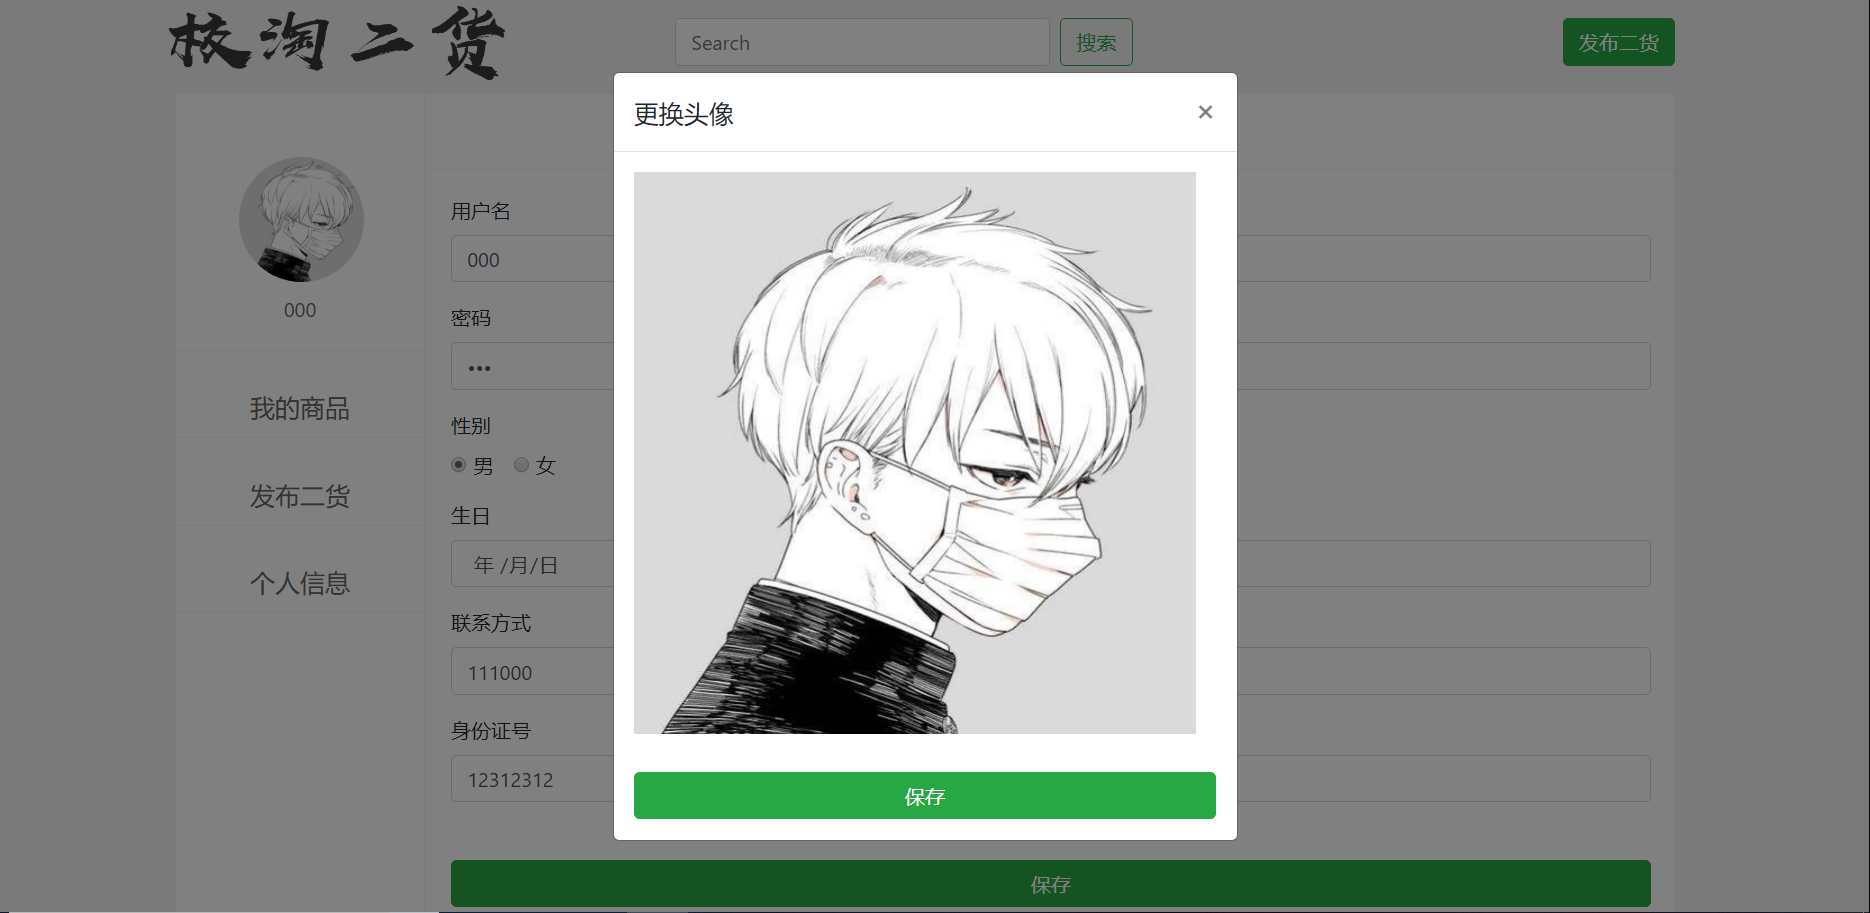 校淘二货
Search
搜索
发布二货
更换头像
×
000
我的商品
发布二货
个人信息
用户名
000
密码
•••
性别
男 女
生日
年 /月/日
联系方式
111000
身份证号
12312312
保存
保存